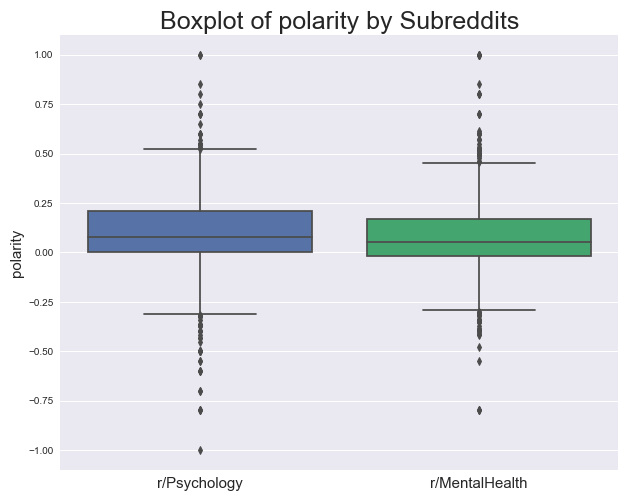 Boxplot of polarity by Subreddits
1.00
0.75
0.50
0.25
0.00
−0.25
−0.50
−0.75
−1.00
polarity
r/Psychology
r/MentalHealth